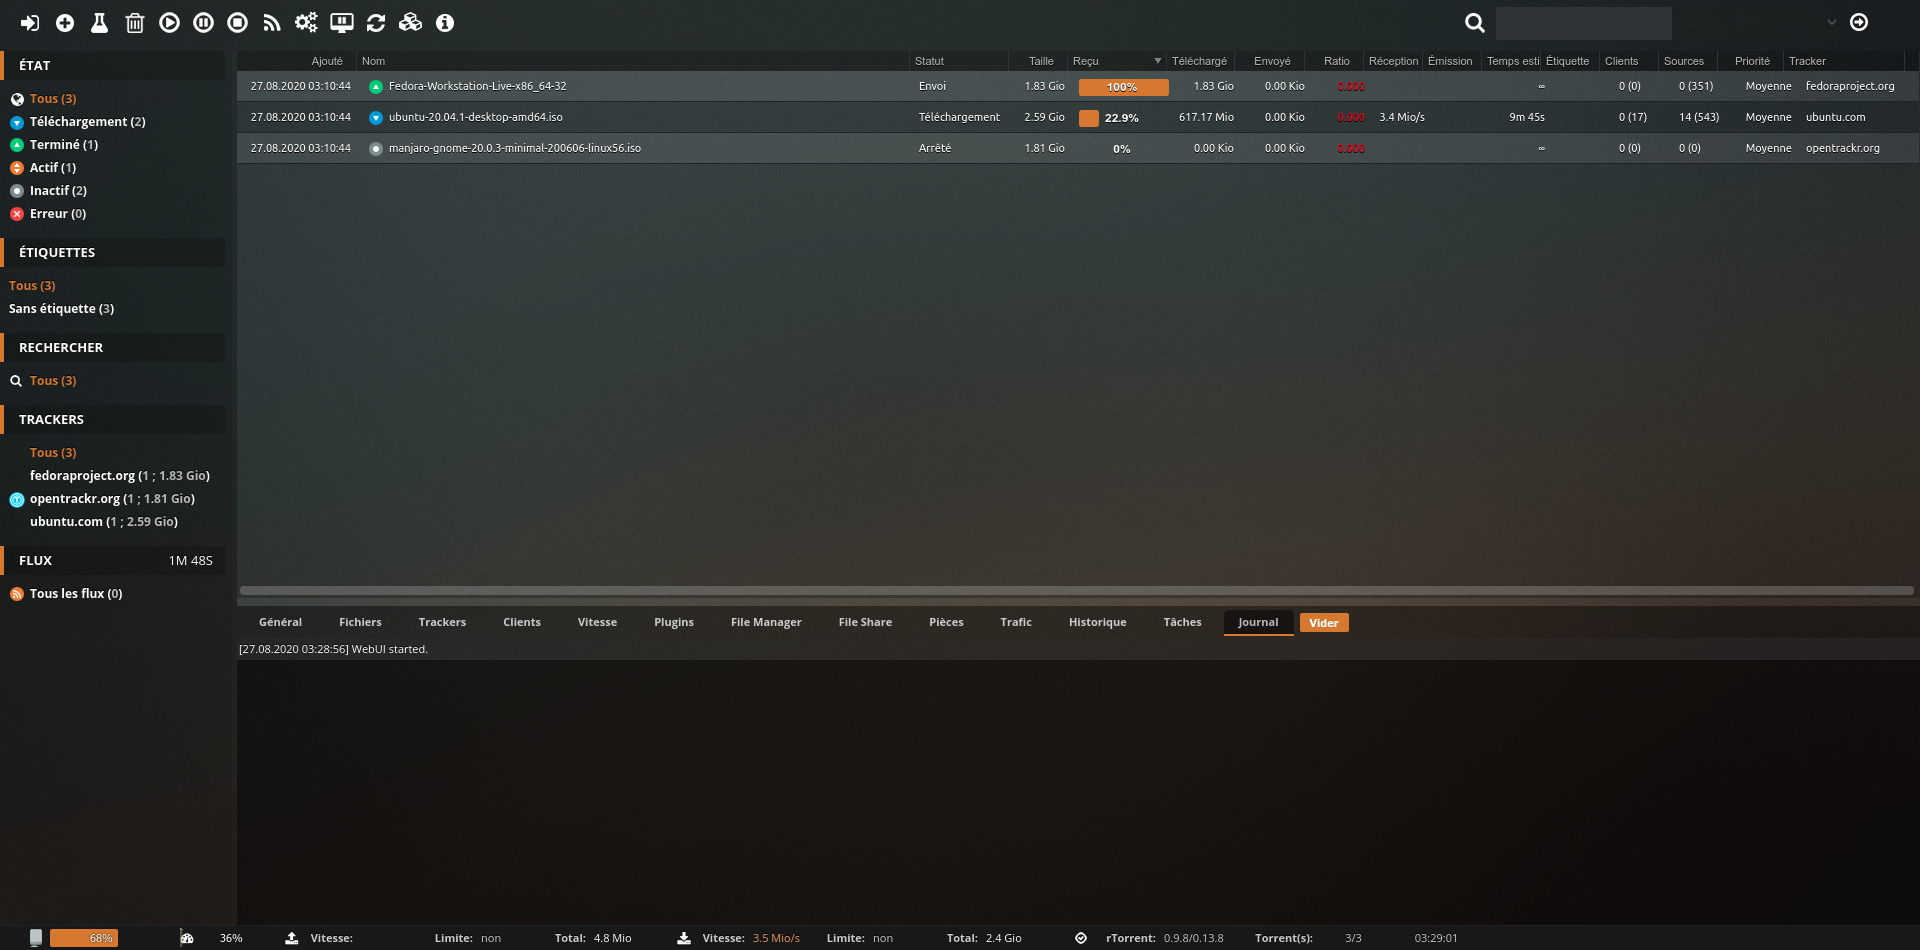 ÉTAT
Tous (3)
Téléchargement (2)
Terminé (1)
Actif (1)
Inactif (2)
Erreur (0)
ÉTIQUETTES
Tous (3)
Sans étiquette (3)
RECHERCHER
Tous (3)
TRACKERS
Tous (3)
fedoraproject.org (1 ; 1.83 Gio)
opentrackr.org (1 ; 1.81 Gio)
ubuntu.com (1 ; 2.59 Gio)
FLUX 1M 48S
Tous les flux (0)
Ajouté Nom Statut Taille Reçu Téléchargé Envoyé Ratio Réception Émission Temps esti Étiquette Clients Sources Priorité Tracker
27.08.2020 03:10:44 Fedora-Workstation-Live-x86_64-32 Envoi 1.83 Gio 100% 1.83 Gio 0.00 Kio 0.000 ∞ 0 (0) 0 (351) Moyenne fedoraproject.org
27.08.2020 03:10:44 ubuntu-20.04.1-desktop-amd64.iso Téléchargement 2.59 Gio 22.9% 617.17 Mio 0.00 Kio 0.000 3.4 Mio/s 9m 45s 0 (17) 14 (543) Moyenne ubuntu.com
27.08.2020 03:10:44 manjaro-gnome-20.0.3-minimal-200606-linux56.iso Arrêté 1.81 Gio 0% 0.00 Kio 0.00 Kio 0.000 ∞ 0 (0) 0 (0) Moyenne opentrackr.org
Général Fichiers Trackers Clients Vitesse Plugins File Manager File Share Pièces Trafic Historique Tâches Journal Vider
[27.08.2020 03:28:56] WebUI started.
68% 36% Vitesse: Limite: non Total: 4.8 Mio Vitesse: 3.5 Mio/s Limite: non Total: 2.4 Gio rTorrent: 0.9.8/0.13.8 Torrent(s): 3/3 03:29:01